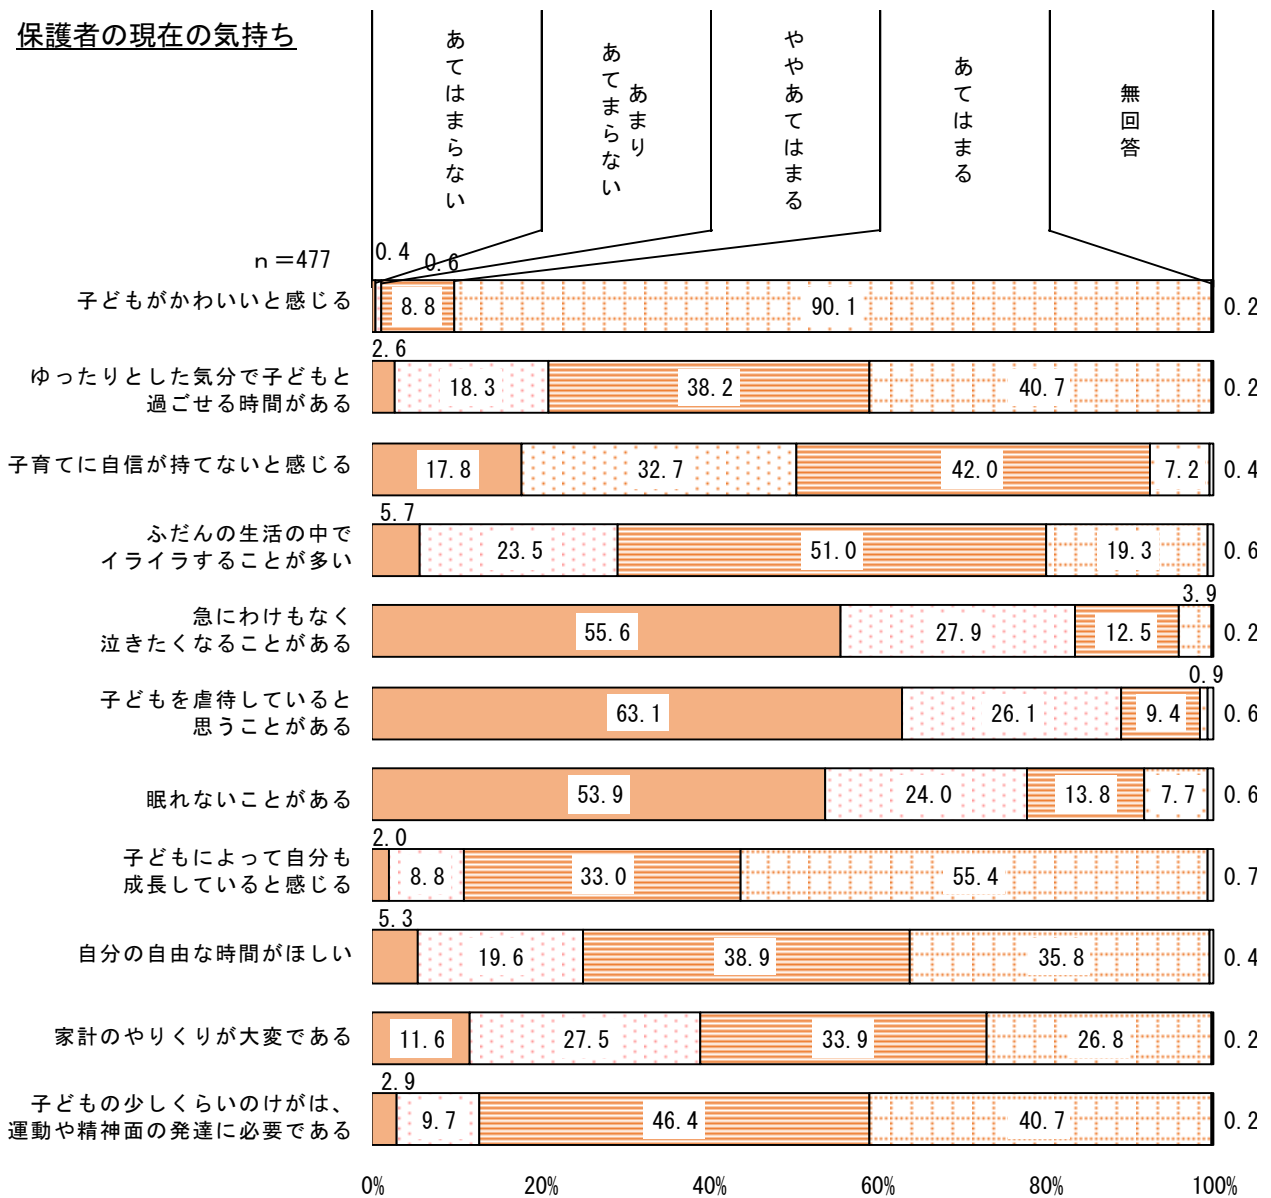 保護者の現在の気持ち
あてはまらない
あまり
あてまらない
ややあてはまる
あてはまる
無回答
n＝477
0.4
0.6
子どもがかわいいと感じる
8.8
90.1
0.2
2.6
ゆったりとした気分で子どもと
過ごせる時間がある
18.3
38.2
40.7
0.2
子育てに自信が持てないと感じる
17.8
32.7
42.0
7.2
0.4
5.7
ふだんの生活の中で
イライラすることが多い
23.5
51.0
19.3
0.6
3.9
急にわけもなく
泣きたくなることがある
55.6
27.9
12.5
0.2
0.9
子どもを虐待していると
思うことがある
63.1
26.1
9.4
0.6
眠れないことがある
53.9
24.0
13.8
7.7
0.6
2.0
子どもによって自分も
成長していると感じる
8.8
33.0
55.4
0.7
5.3
自分の自由な時間がほしい
19.6
38.9
35.8
0.4
家計のやりくりが大変である
11.6
27.5
33.9
26.8
0.2
2.9
子どもの少しくらいのけがは、
運動や精神面の発達に必要である
9.7
46.4
40.7
0.2
0% 20% 40% 60% 80% 100%